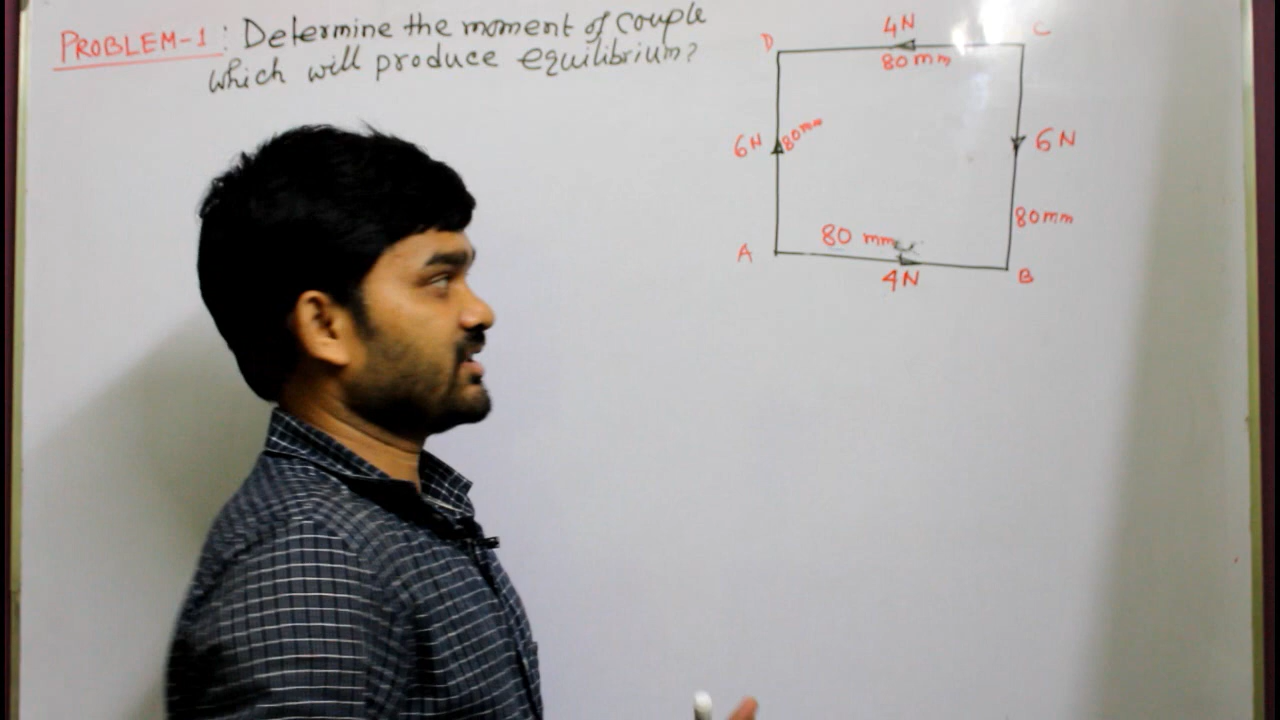 PROBLEM-1 : Determine the moment of couple
which will produce equilibrium?
D 4N C
80 mm
6N 80mm 6N
80mm
A 80 mm
4N B